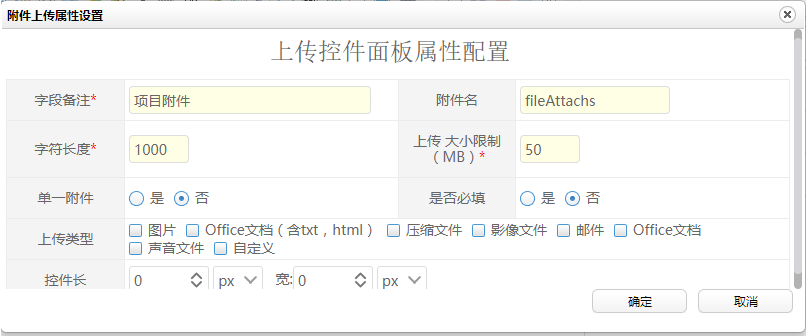 附件上传属性设置
上传控件面板属性配置
字段备注* 项目附件 附件名 fileAttachs
字符长度* 1000 上传 大小限制
（MB）* 50
单一附件 是 否 是否必填 是 否
上传类型 图片 Office文档（含txt，html） 压缩文件 影像文件 邮件 Office文档
声音文件 自定义
控件长 0 px 宽:0 px
确定 取消